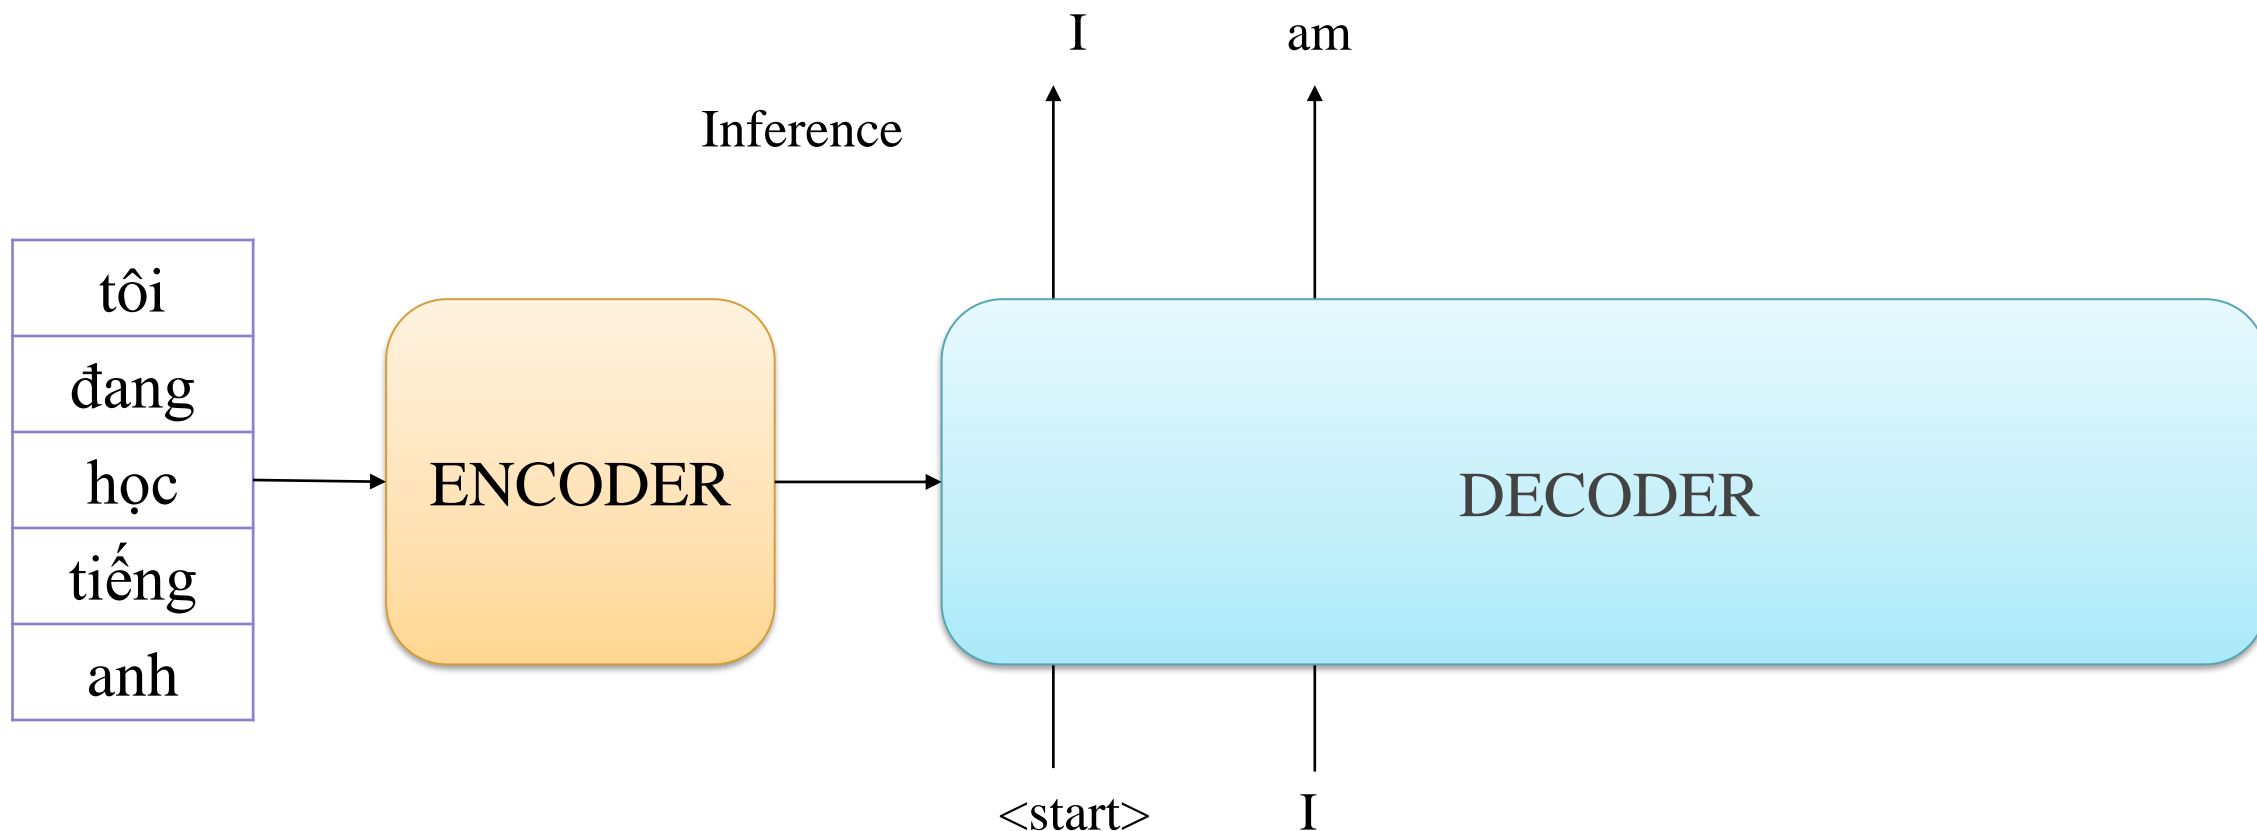 I
am
Inference
tôi
đang
học
tiếng
anh
ENCODER
DECODER
<start>
I